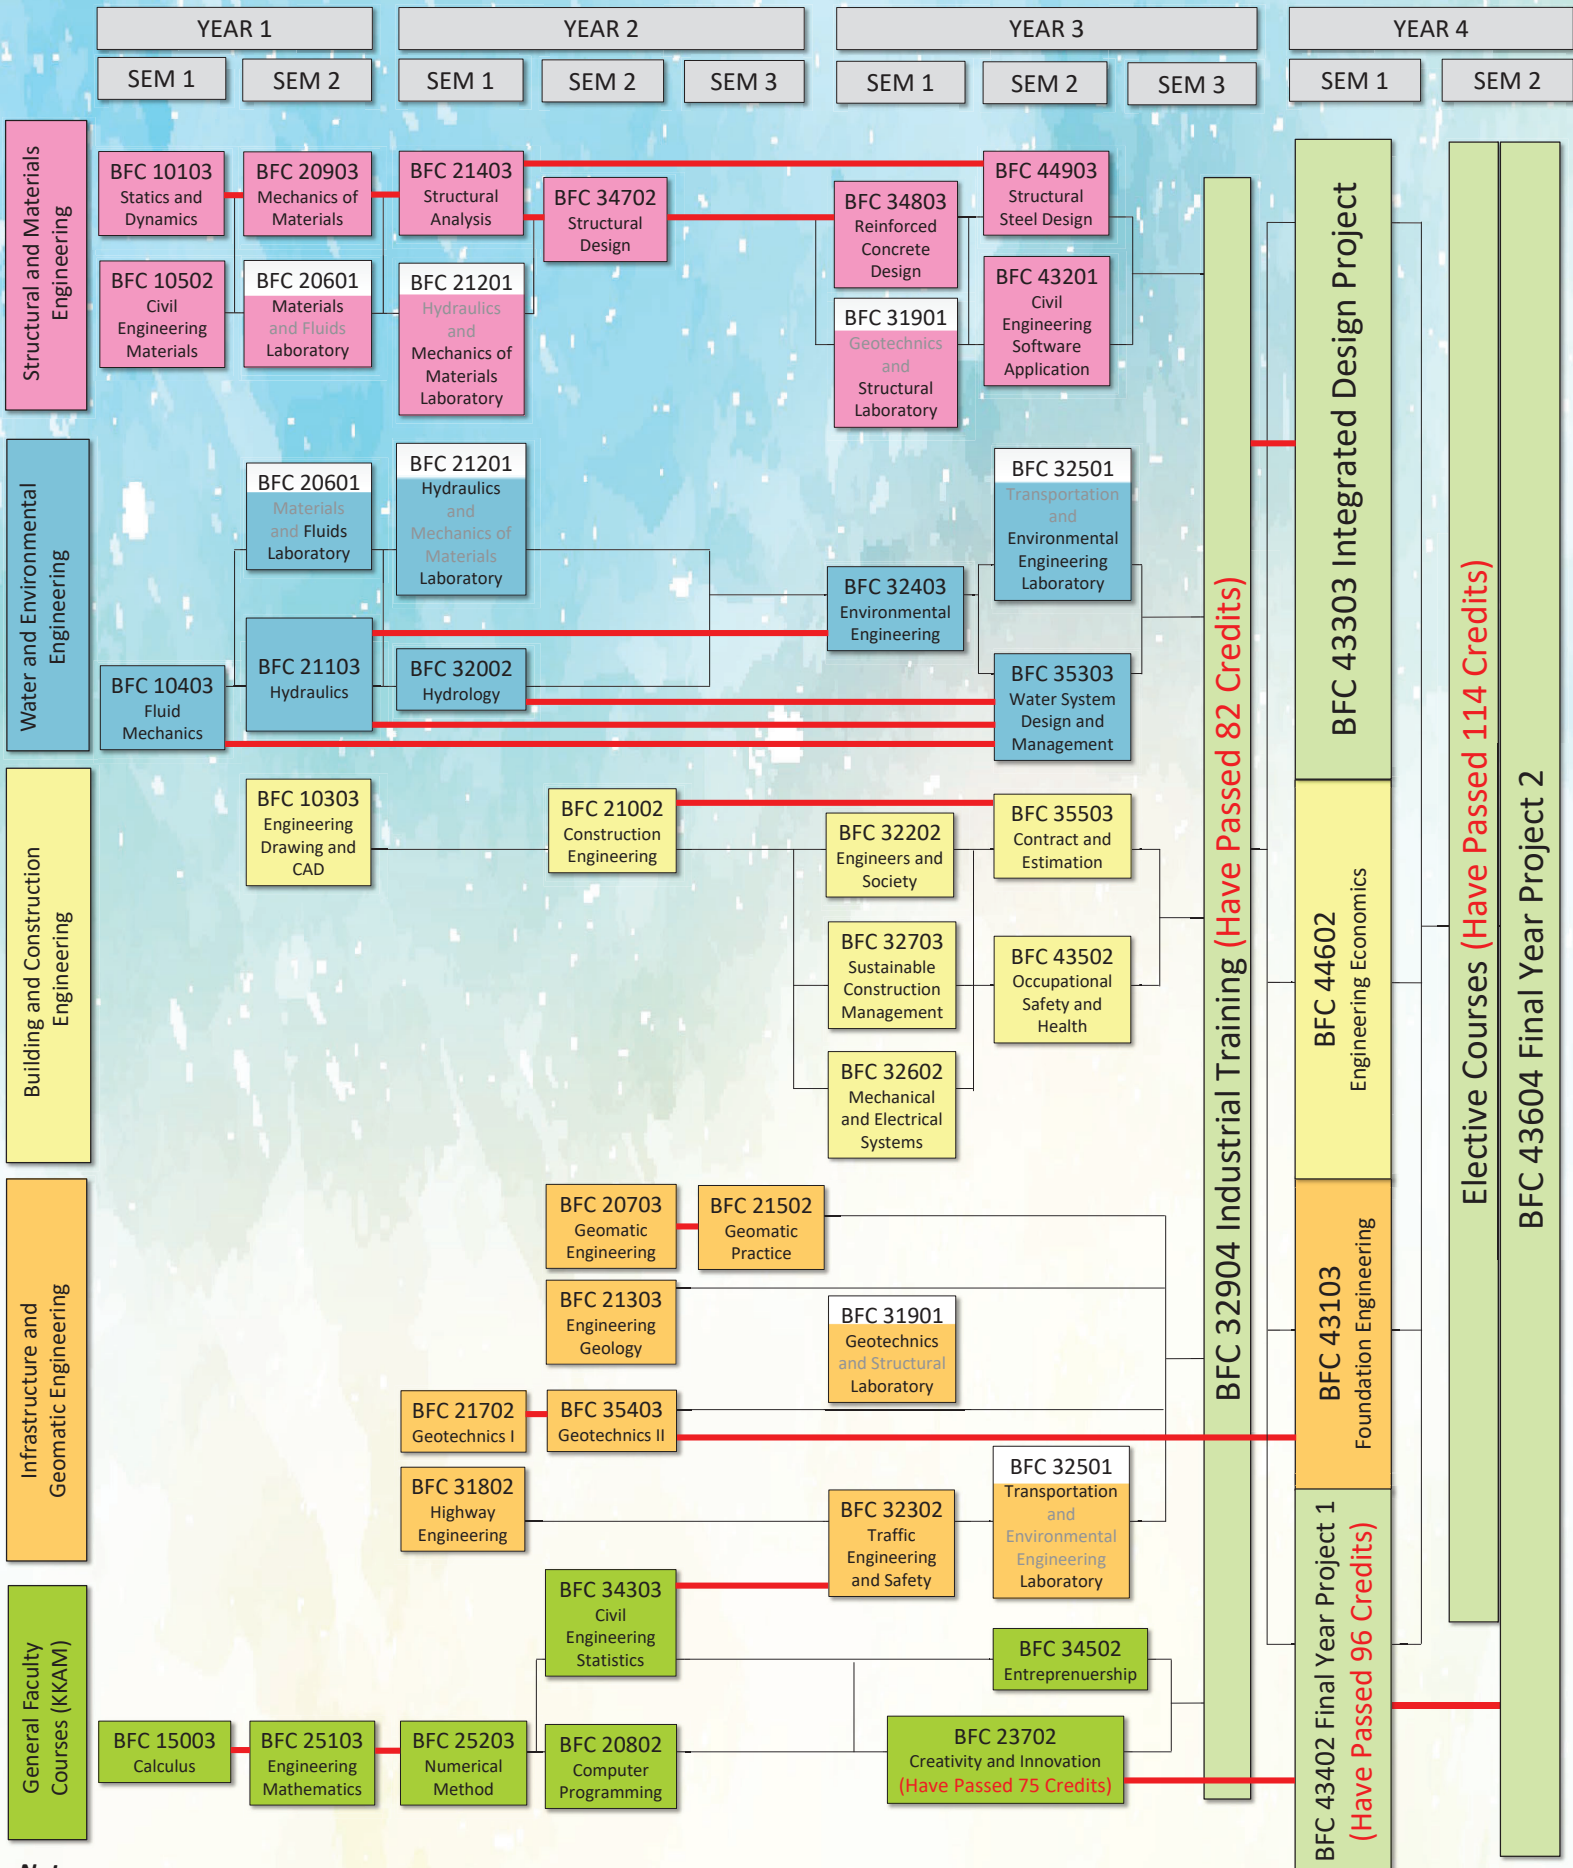 YEAR 1
YEAR 2
YEAR 3
YEAR 4
SEM 1
SEM 2
SEM 1
SEM 2
SEM 3
SEM 1
SEM 2
SEM 3
SEM 1
SEM 2
Structural and Materials
Engineering
BFC 10103
Statics and
Dynamics
BFC 20903
Mechanics of
Materials
BFC 21403
Structural
Analysis
BFC 34702
Structural
Design
BFC 34803
Reinforced
Concrete
Design
BFC 44903
Structural
Steel Design
BFC 10502
Civil
Engineering
Materials
BFC 20601
Materials
and Fluids
Laboratory
BFC 21201
Hydraulics
and
Mechanics of
Materials
Laboratory
BFC 31901
Geotechnics
and
Structural
Laboratory
BFC 43201
Civil
Engineering
Software
Application
Water and Environmental
Engineering
BFC 20601
Materials
and Fluids
Laboratory
BFC 21201
Hydraulics
and
Mechanics of
Materials
Laboratory
BFC 32501
Transportation
and
Environmental
Engineering
Laboratory
BFC 32403
Environmental
Engineering
BFC 10403
Fluid
Mechanics
BFC 21103
Hydraulics
BFC 32002
Hydrology
BFC 35303
Water System
Design and
Management
Building and Construction
Engineering
BFC 10303
Engineering
Drawing and
CAD
BFC 21002
Construction
Engineering
BFC 32202
Engineers and
Society
BFC 35503
Contract and
Estimation
BFC 32703
Sustainable
Construction
Management
BFC 43502
Occupational
Safety and
Health
BFC 32602
Mechanical
and Electrical
Systems
Infrastructure and
Geomatic Engineering
BFC 20703
Geomatic
Engineering
BFC 21502
Geomatic
Practice
BFC 21303
Engineering
Geology
BFC 31901
Geotechnics
and Structural
Laboratory
BFC 21702
Geotechnics I
BFC 35403
Geotechnics II
BFC 31802
Highway
Engineering
BFC 32302
Traffic
Engineering
and Safety
BFC 32501
Transportation
and
Environmental
Engineering
Laboratory
General Faculty
Courses (KKAM)
BFC 34303
Civil
Engineering
Statistics
BFC 34502
Entreprenuership
BFC 15003
Calculus
BFC 25103
Engineering
Mathematics
BFC 25203
Numerical
Method
BFC 20802
Computer
Programming
BFC 23702
Creativity and Innovation
(Have Passed 75 Credits)
BFC 32904 Industrial Training (Have Passed 82 Credits)
BFC 43303 Integrated Design Project
BFC 44602
Engineering Economics
BFC 43103
Foundation Engineering
BFC 43402 Final Year Project 1
(Have Passed 96 Credits)
Elective Courses (Have Passed 114 Credits)
BFC 43604 Final Year Project 2